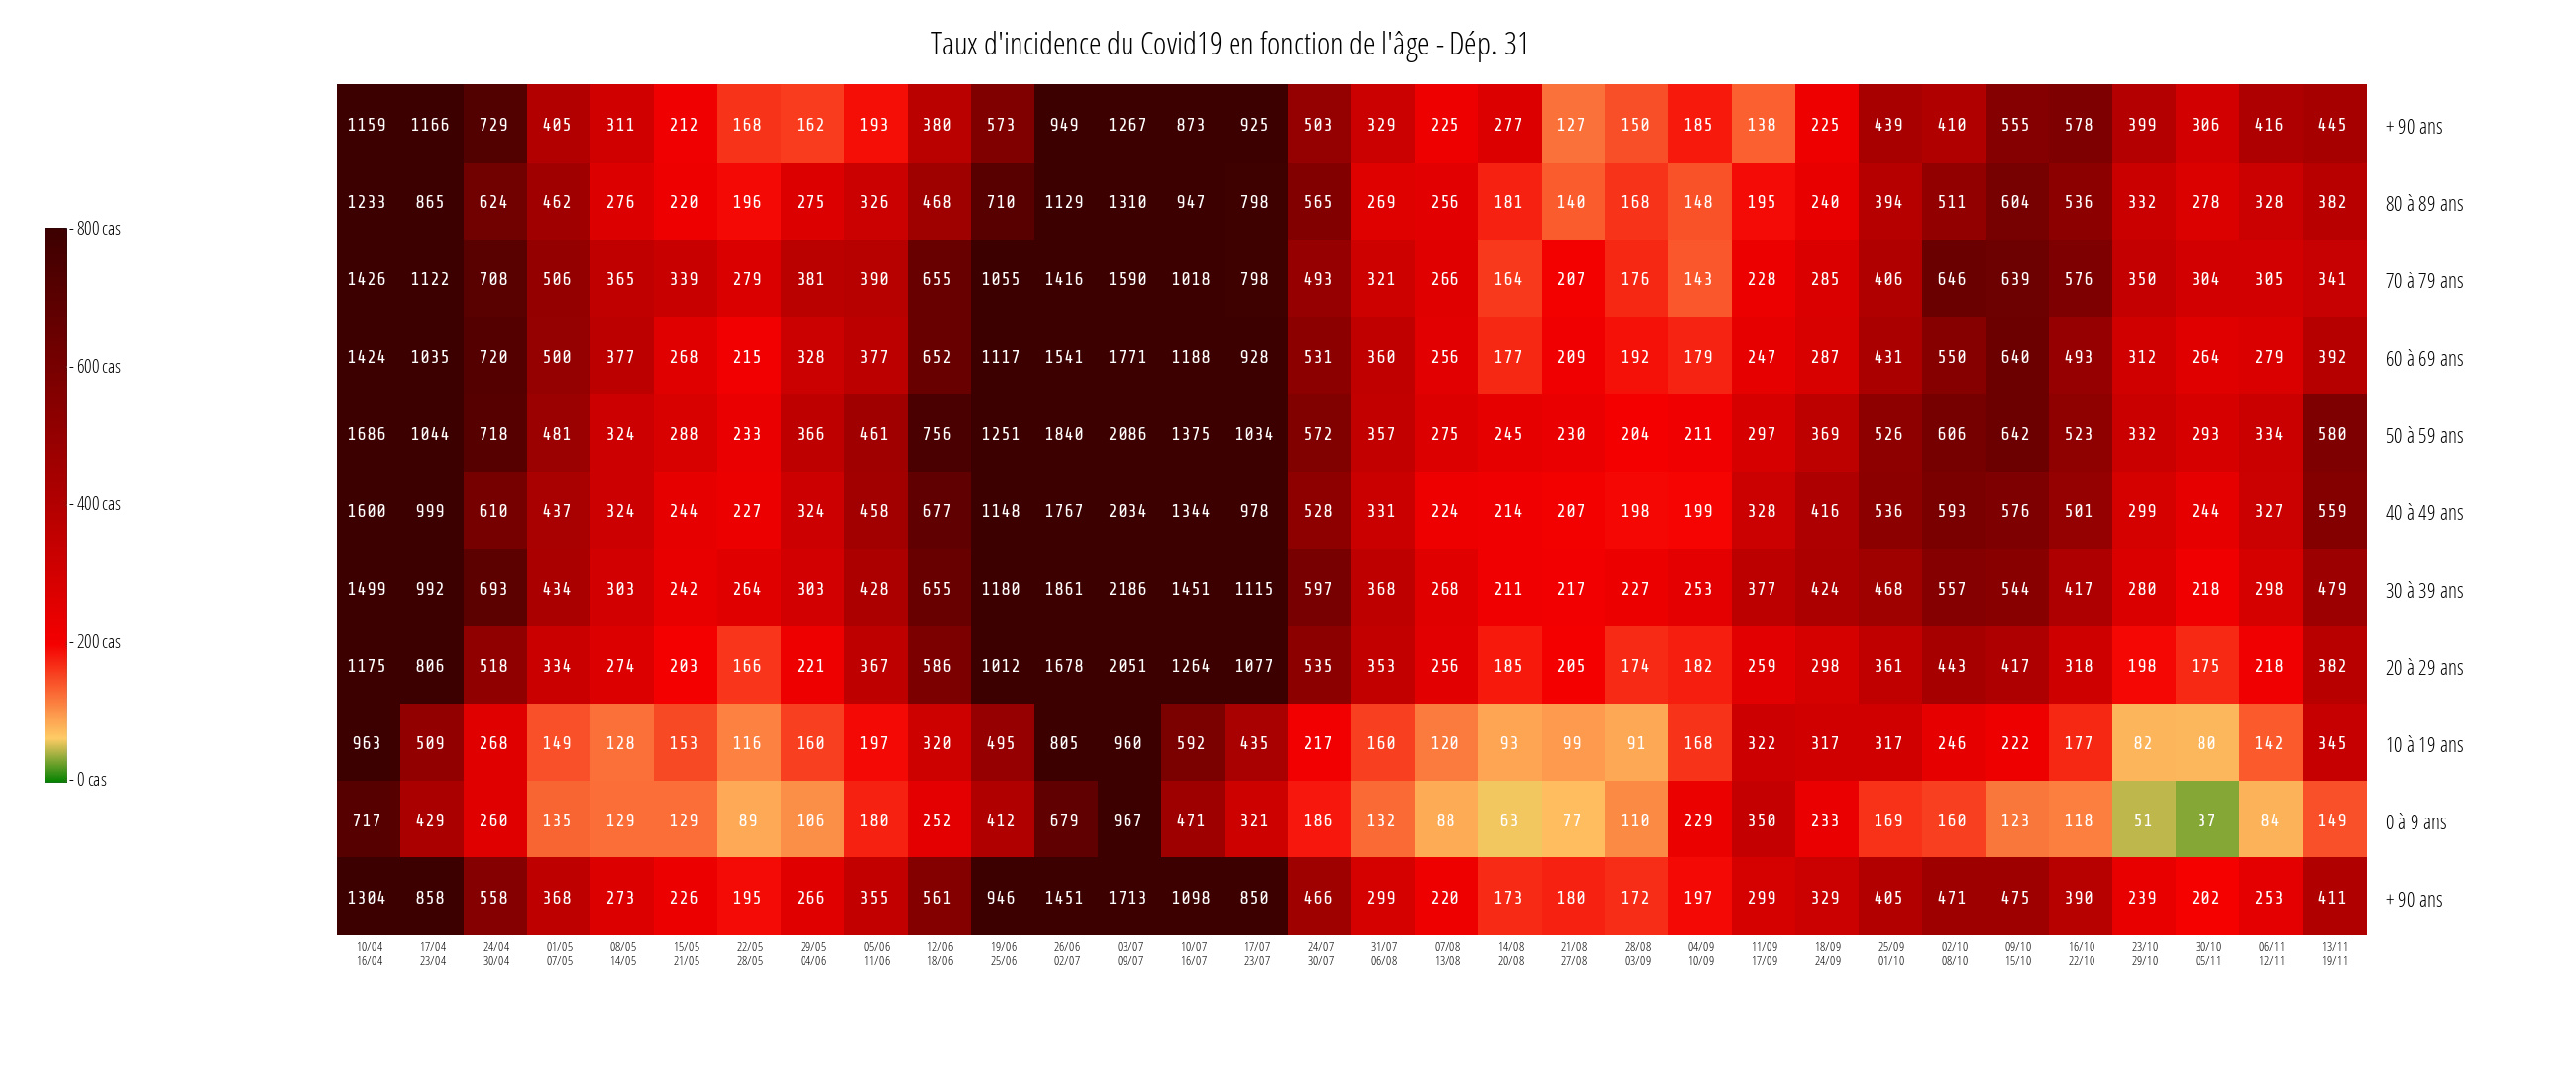 Taux d'incidence du Covid19 en fonction de l'âge - Dép. 31
1159 1166 729 405 311 212 168 162 193 380 573 949 1267 873 925 503 329 225 277 127 150 185 138 225 439 410 555 578 399 306 416 445 + 90 ans
1233 865 624 462 276 220 196 275 326 468 710 1129 1310 947 798 565 269 256 181 140 168 148 195 240 394 511 604 536 332 278 328 382 80 à 89 ans
- 800 cas
1426 1122 708 506 365 339 279 381 390 655 1055 1416 1590 1018 798 493 321 266 164 207 176 143 228 285 406 646 639 576 350 304 305 341 70 à 79 ans
1424 1035 720 500 377 268 215 328 377 652 1117 1541 1771 1188 928 531 360 256 177 209 192 179 247 287 431 550 640 493 312 264 279 392 60 à 69 ans
- 600 cas
1686 1044 718 481 324 288 233 366 461 756 1251 1840 2086 1375 1034 572 357 275 245 230 204 211 297 369 526 606 642 523 332 293 334 580 50 à 59 ans
- 400 cas
1600 999 610 437 324 244 227 324 458 677 1148 1767 2034 1344 978 528 331 224 214 207 198 199 328 416 536 593 576 501 299 244 327 559 40 à 49 ans
1499 992 693 434 303 242 264 303 428 655 1180 1861 2186 1451 1115 597 368 268 211 217 227 253 377 424 468 557 544 417 280 218 298 479 30 à 39 ans
- 200 cas
1175 806 518 334 274 203 166 221 367 586 1012 1678 2051 1264 1077 535 353 256 185 205 174 182 259 298 361 443 417 318 198 175 218 382 20 à 29 ans
963 509 268 149 128 153 116 160 197 320 495 805 960 592 435 217 160 120 93 99 91 168 322 317 317 246 222 177 82 80 142 345 10 à 19 ans
- 0 cas
717 429 260 135 129 129 89 106 180 252 412 679 967 471 321 186 132 88 63 77 110 229 350 233 169 160 123 118 51 37 84 149 0 à 9 ans
1304 858 558 368 273 226 195 266 355 561 946 1451 1713 1098 850 466 299 220 173 180 172 197 299 329 405 471 475 390 239 202 253 411 + 90 ans
10/04 17/04 24/04 01/05 08/05 15/05 22/05 29/05 05/06 12/06 19/06 26/06 03/07 10/07 17/07 24/07 31/07 07/08 14/08 21/08 28/08 04/09 11/09 18/09 25/09 02/10 09/10 16/10 23/10 30/10 06/11 13/11
16/04 23/04 30/04 07/05 14/05 21/05 28/05 04/06 11/06 18/06 25/06 02/07 09/07 16/07 23/07 30/07 06/08 13/08 20/08 27/08 03/09 10/09 17/09 24/09 01/10 08/10 15/10 22/10 29/10 05/11 12/11 19/11